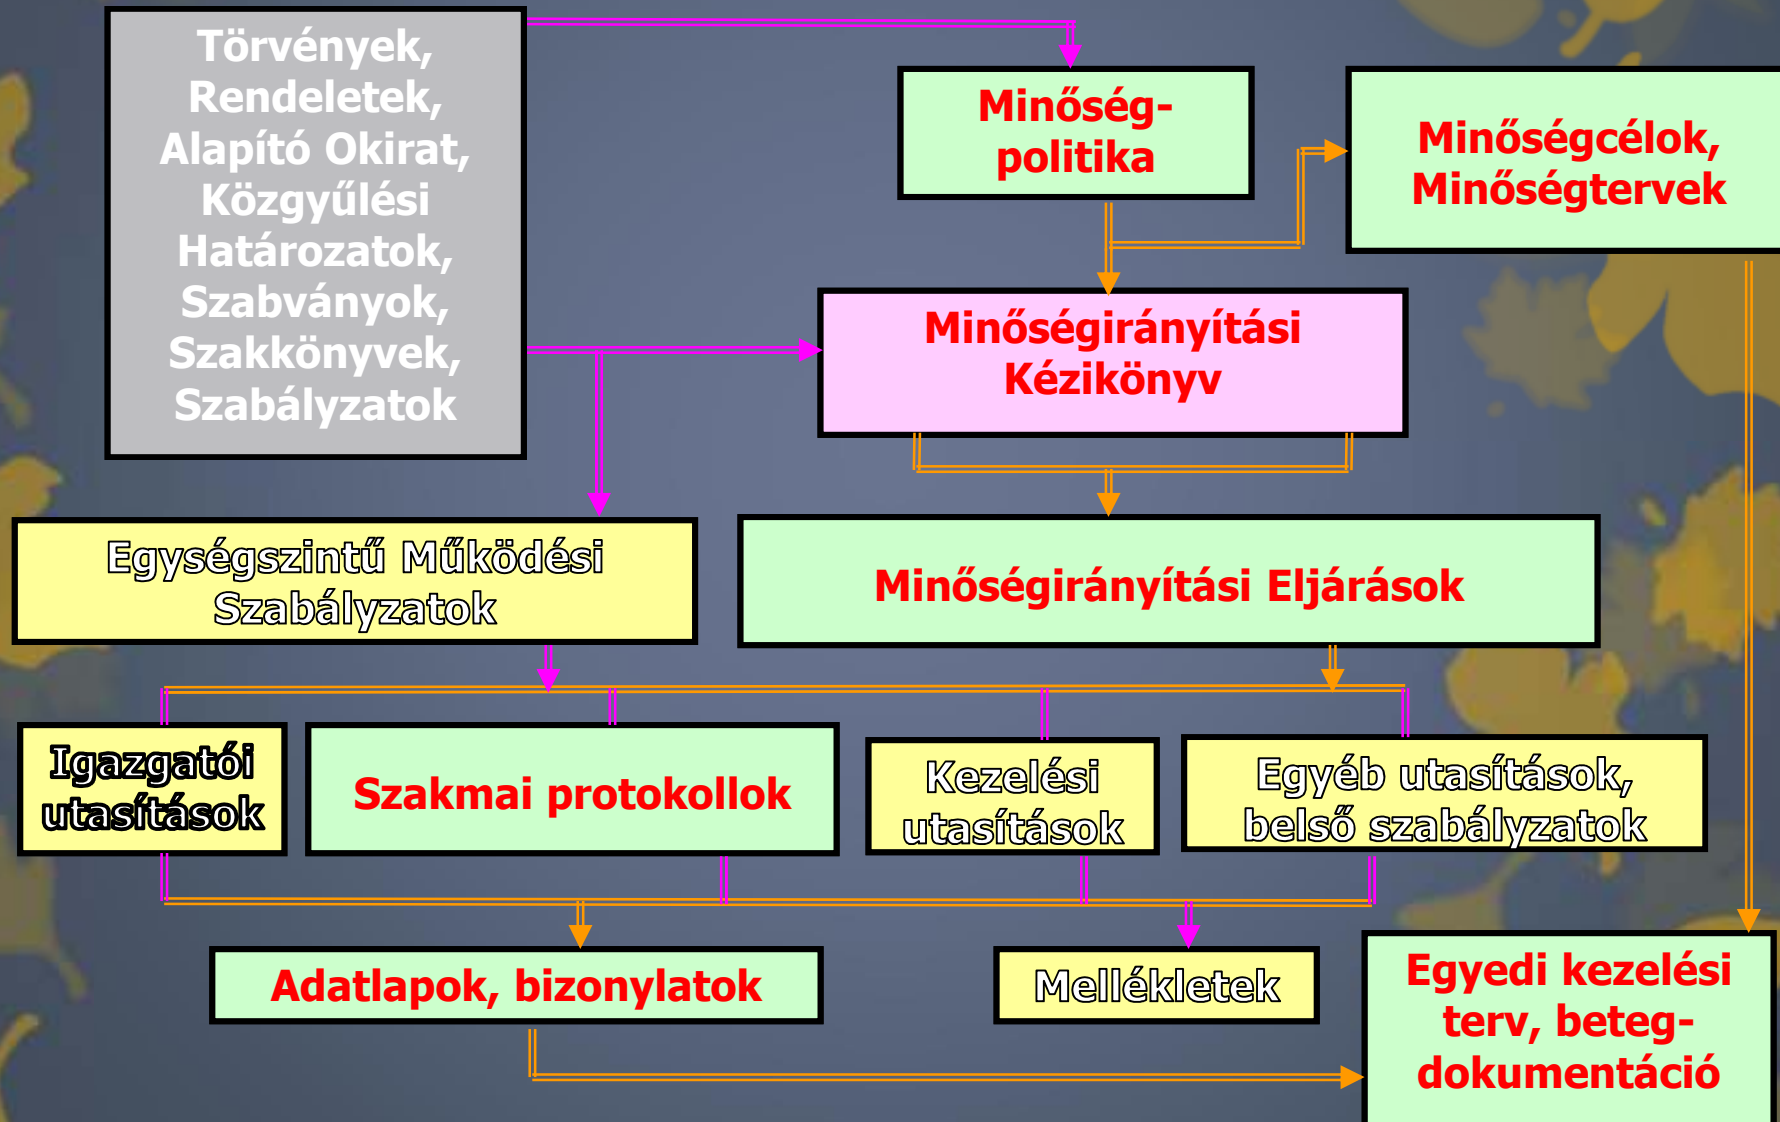 Törvények,
Rendeletek,
Alapító Okirat,
Közgyűlési
Határozatok,
Szabványok,
Szakkönyvek,
Szabályzatok
Minőség-
politika
Minőségcélok,
Minőségtervek
Minőségirányítási
Kézikönyv
Egységszintű Működési
Szabályzatok
Minőségirányítási Eljárások
Igazgatói
utasítások
Szakmai protokollok
Kezelési
utasítások
Egyéb utasítások,
belső szabályzatok
Adatlapok, bizonylatok
Mellékletek
Egyedi kezelési
terv, beteg-
dokumentáció